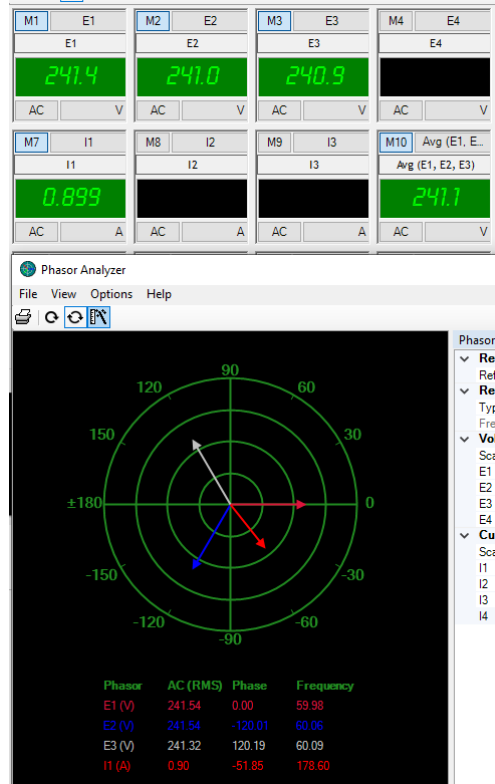 M1 E1 M2 E2 M3 E3 M4 E4
E1 E2 E3 E4
241.4 241.0 240.9
AC V AC V AC V AC V
M7 I1 M8 I2 M9 I3 M10 Avg (E1, E...
I1 I2 I3 Avg (E1, E2, E3)
0.899 241.1
AC A AC A AC A AC V
Phasor Analyzer
File View Options Help
Phasor
Re
Ref
Re
Typ
Fre
Vol
Sca
E1
E2
E3
E4
Cu
Sca
I1
I2
I3
I4
90
120 60
150 30
±180 0
-150 -30
-120 -60
-90
Phasor AC (RMS) Phase Frequency
E1 (V) 241.54 0.00 59.98
E2 (V) 241.54 -120.01 60.06
E3 (V) 241.32 120.19 60.09
I1 (A) 0.90 -51.85 178.60